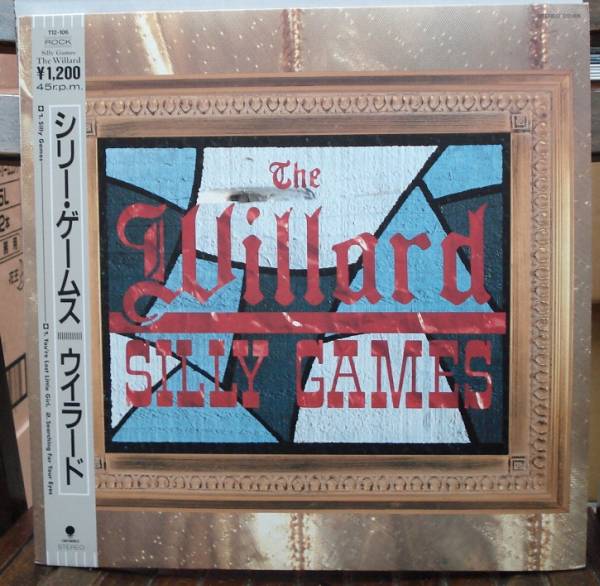 T12-106
ROCK
Silly Games
The Willard
¥1,200
45r.p.m.
1. Silly Games
シリー・ゲームス
ウイラード
1. You're Lost Little Girl, 2. Searching For Your Eyes
STEREO
The
Willard
SILLY GAMES